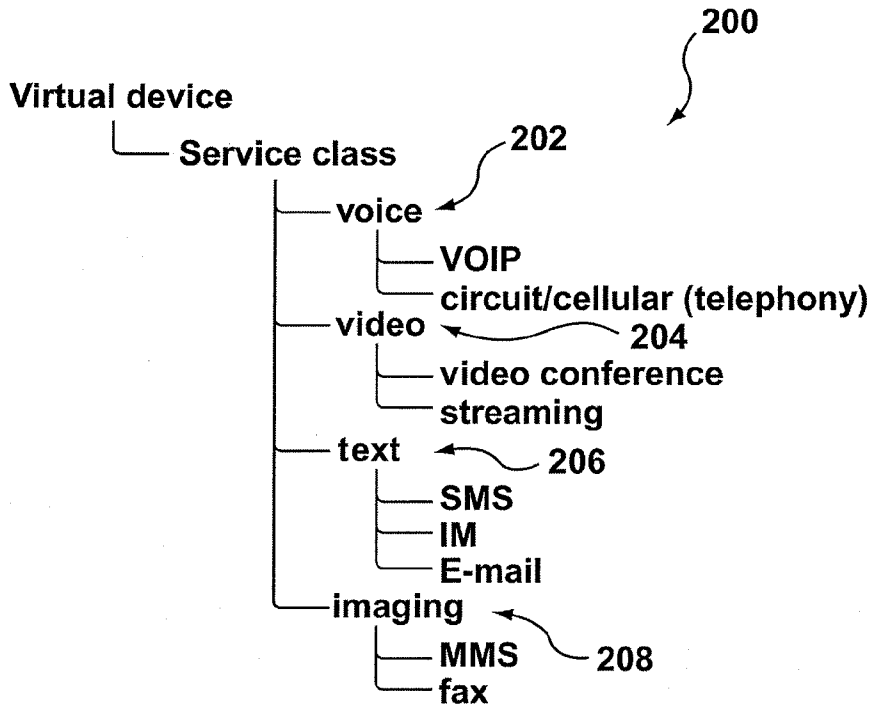 200
Virtual device
Service class
202
voice
VOIP
circuit/cellular (telephony)
video
204
video conference
streaming
text
206
SMS
IM
E-mail
imaging
208
MMS
fax